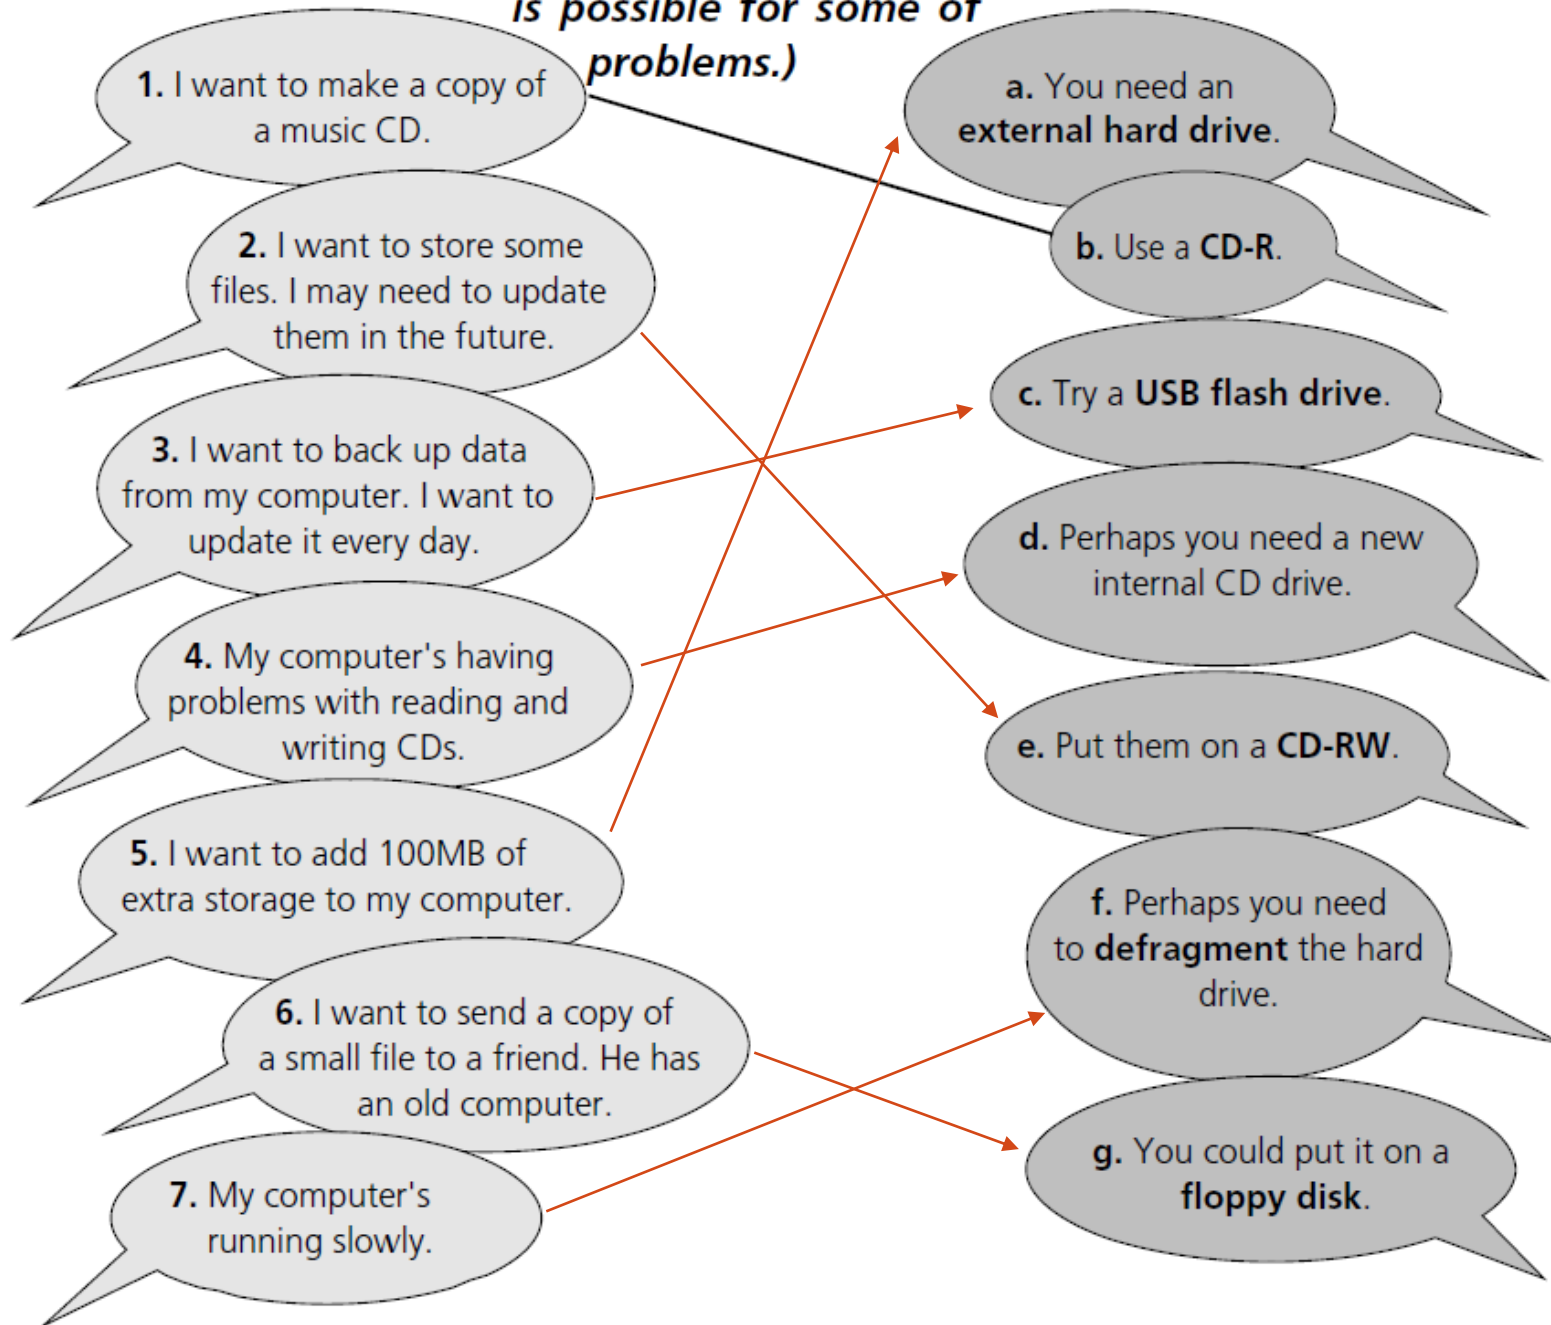 is possible for some of
problems.)
1. I want to make a copy of
a music CD.
2. I want to store some
files. I may need to update
them in the future.
3. I want to back up data
from my computer. I want to
update it every day.
4. My computer's having
problems with reading and
writing CDs.
5. I want to add 100MB of
extra storage to my computer.
6. I want to send a copy of
a small file to a friend. He has
an old computer.
7. My computer's
running slowly.
a. You need an
external hard drive.
b. Use a CD-R.
c. Try a USB flash drive.
d. Perhaps you need a new
internal CD drive.
e. Put them on a CD-RW.
f. Perhaps you need
to defragment the hard
drive.
g. You could put it on a
floppy disk.